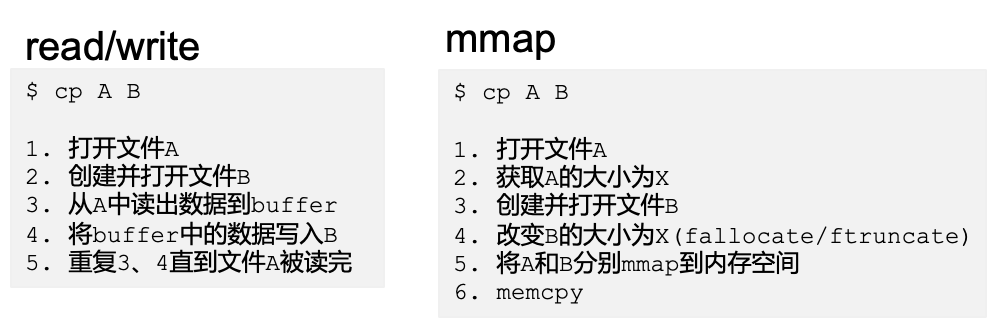 read/write
$ cp A B
1. 打开文件A
2. 创建并打开文件B
3. 从A中读出数据到buffer
4. 将buffer中的数据写入B
5. 重复3、4直到文件A被读完
mmap
$ cp A B
1. 打开文件A
2. 获取A的大小为X
3. 创建并打开文件B
4. 改变B的大小为X(fallocate/ftruncate)
5. 将A和B分别mmap到内存空间
6. memcpy